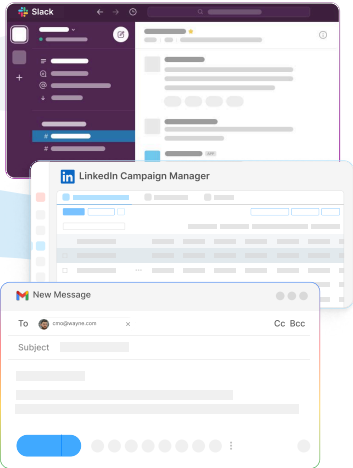 Slack
LinkedIn Campaign Manager
New Message
To cmo@wayne.com × Cc Bcc
Subject